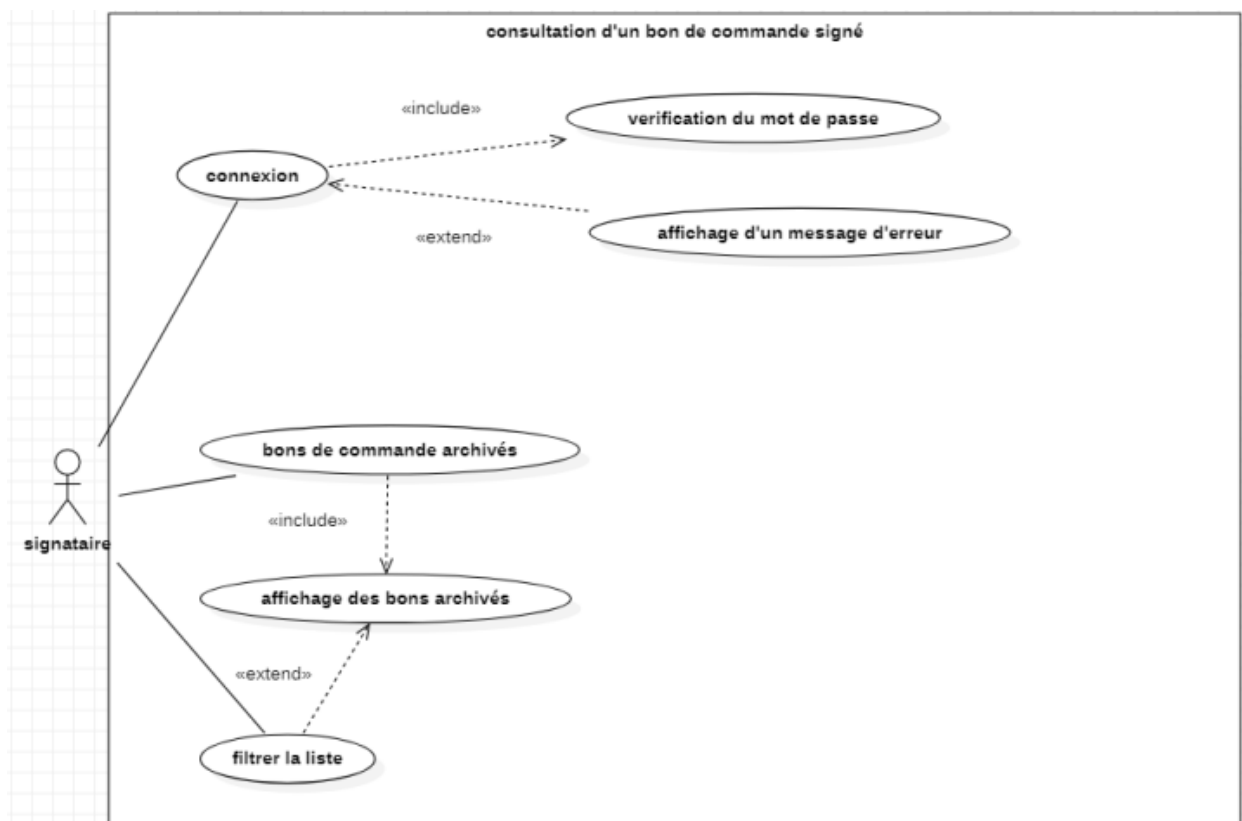 consultation d'un bon de commande signé
«include»
verification du mot de passe
connexion
affichage d'un message d'erreur
«extend»
bons de commande archivés
«include»
signataire
affichage des bons archivés
«extend»
filtrer la liste